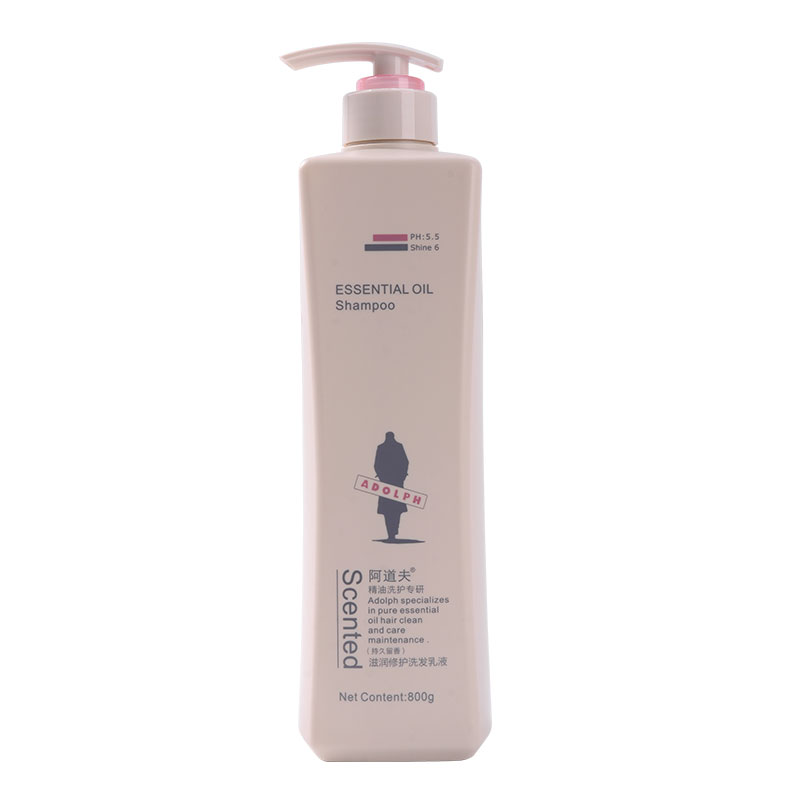 PH:5.5
Shine 6
ESSENTIAL OIL
Shampoo
ADOLPH
Scented
阿道夫®
精油洗护专研
Adolph specializes
in pure essential
oil hair clean
and care
maintenance .
(持久留香)
滋润修护洗发乳液
Net Content:800g